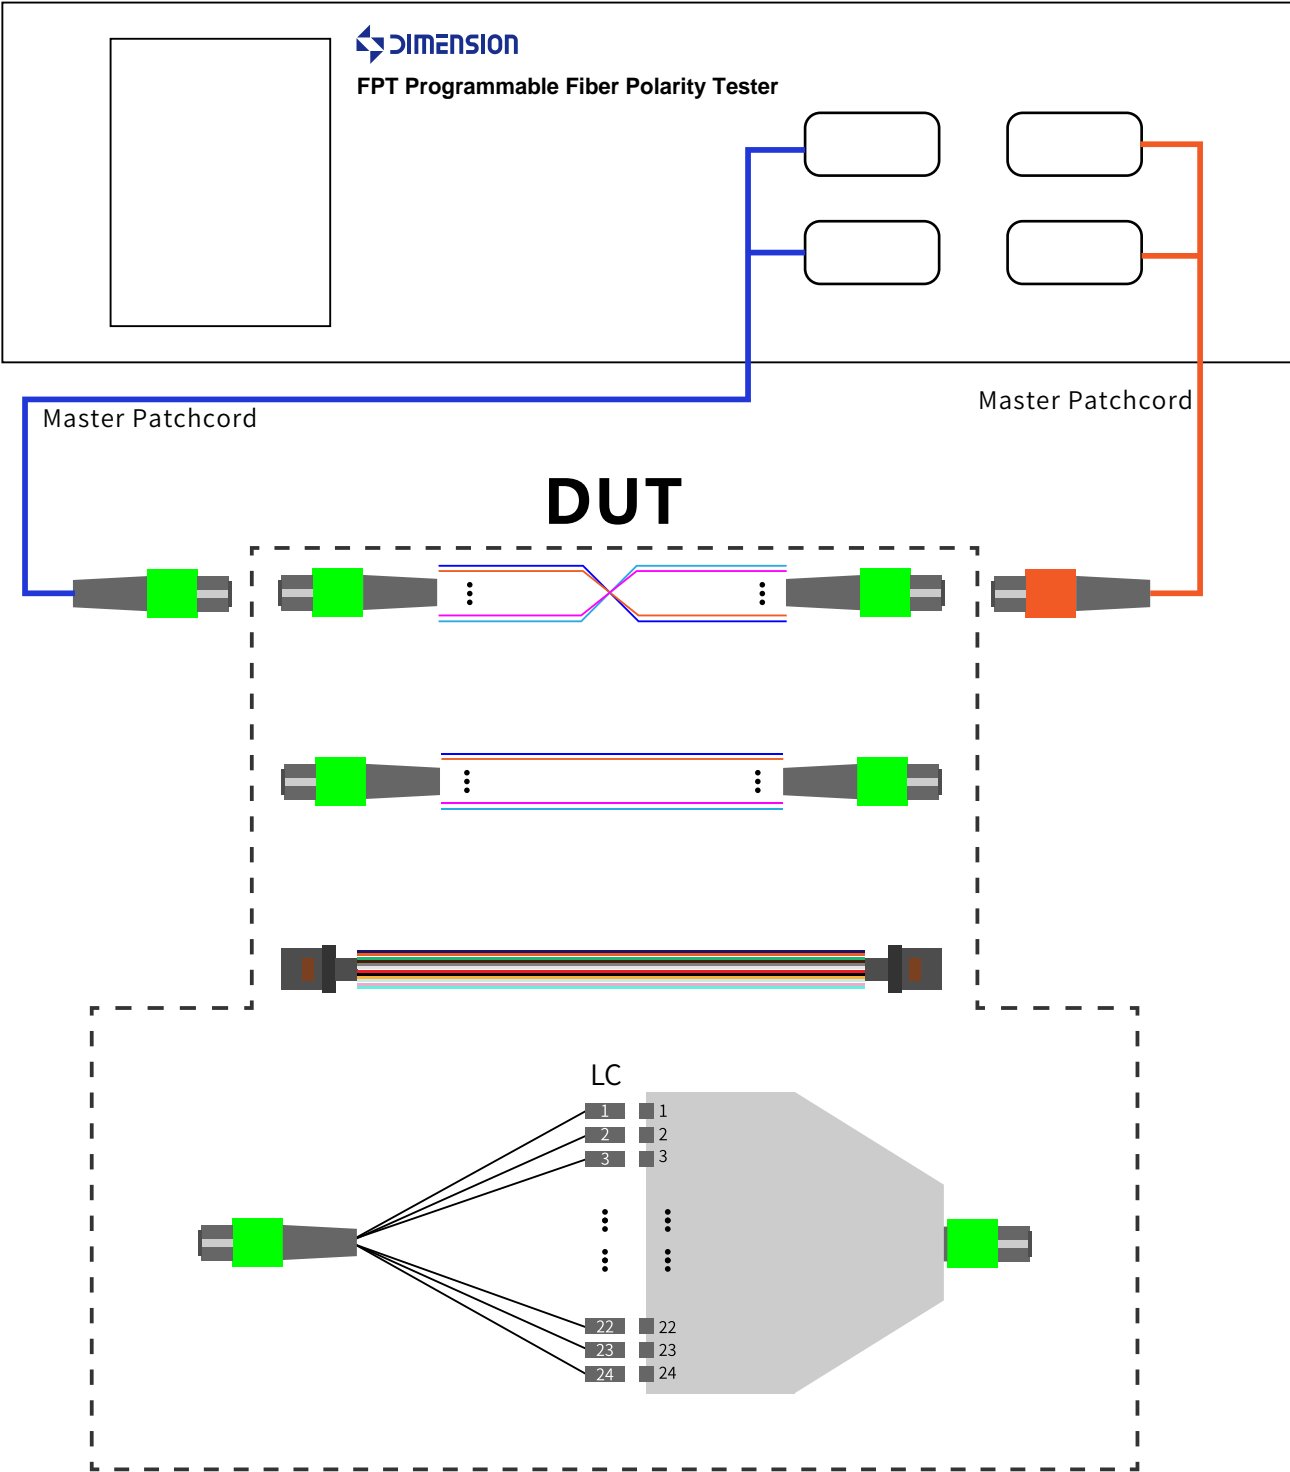 DIMENSION
FPT Programmable Fiber Polarity Tester
Master Patchcord
Master Patchcord
DUT
LC
1 1
2 2
3 3
22 22
23 23
24 24